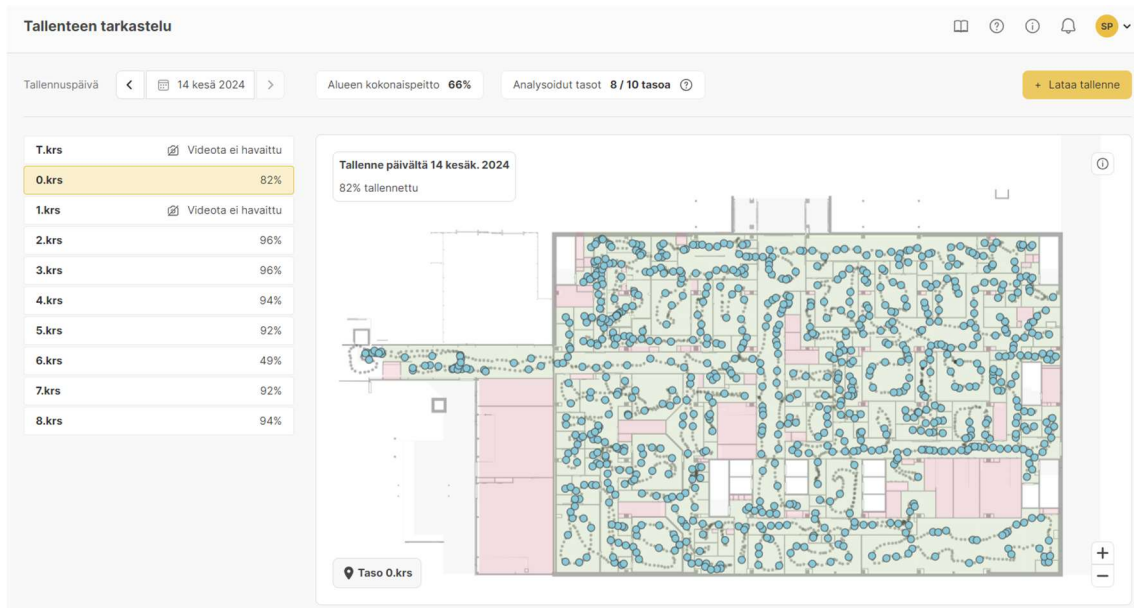 Tallenteen tarkastelu
SP
Tallennuspäivä
14 kesä 2024
Alueen kokonaispeitto 66%
Analysoidut tasot 8 / 10 tasoa
+ Lataa tallenne
T.krs Videota ei havaittu
0.krs 82%
1.krs Videota ei havaittu
2.krs 96%
3.krs 96%
4.krs 94%
5.krs 92%
6.krs 49%
7.krs 92%
8.krs 94%
Tallenne päivältä 14 kesäk. 2024
82% tallennettu
Taso 0.krs